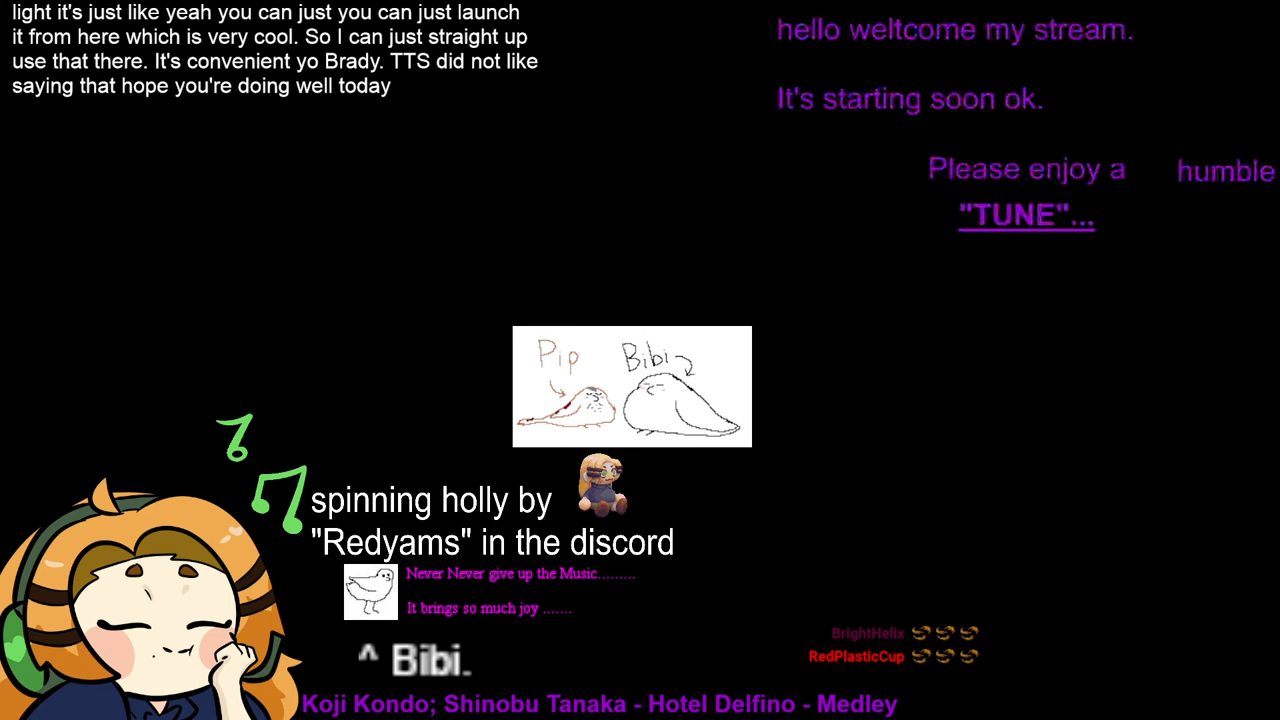 light it's just like yeah you can just you can just launch
it from here which is very cool. So I can just straight up
use that there. It's convenient yo Brady. TTS did not like
saying that hope you're doing well today
hello weltcome my stream.
It's starting soon ok.
Please enjoy a humble
"TUNE"...
Pip Bibi
spinning holly by
"Redyams" in the discord
Never Never give up the Music.........
It brings so much joy .......
^ Bibi.
BrightHelix
RedPlasticCup
Koji Kondo; Shinobu Tanaka - Hotel Delfino - Medley